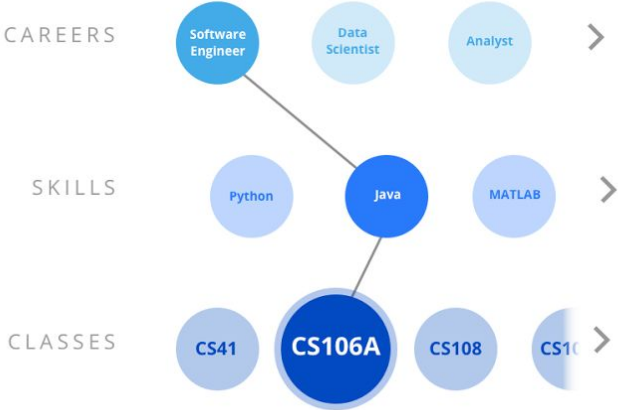 CAREERS
Software
Engineer
Data
Scientist
Analyst
SKILLS
Python
Java
MATLAB
CLASSES
CS41
CS106A
CS108